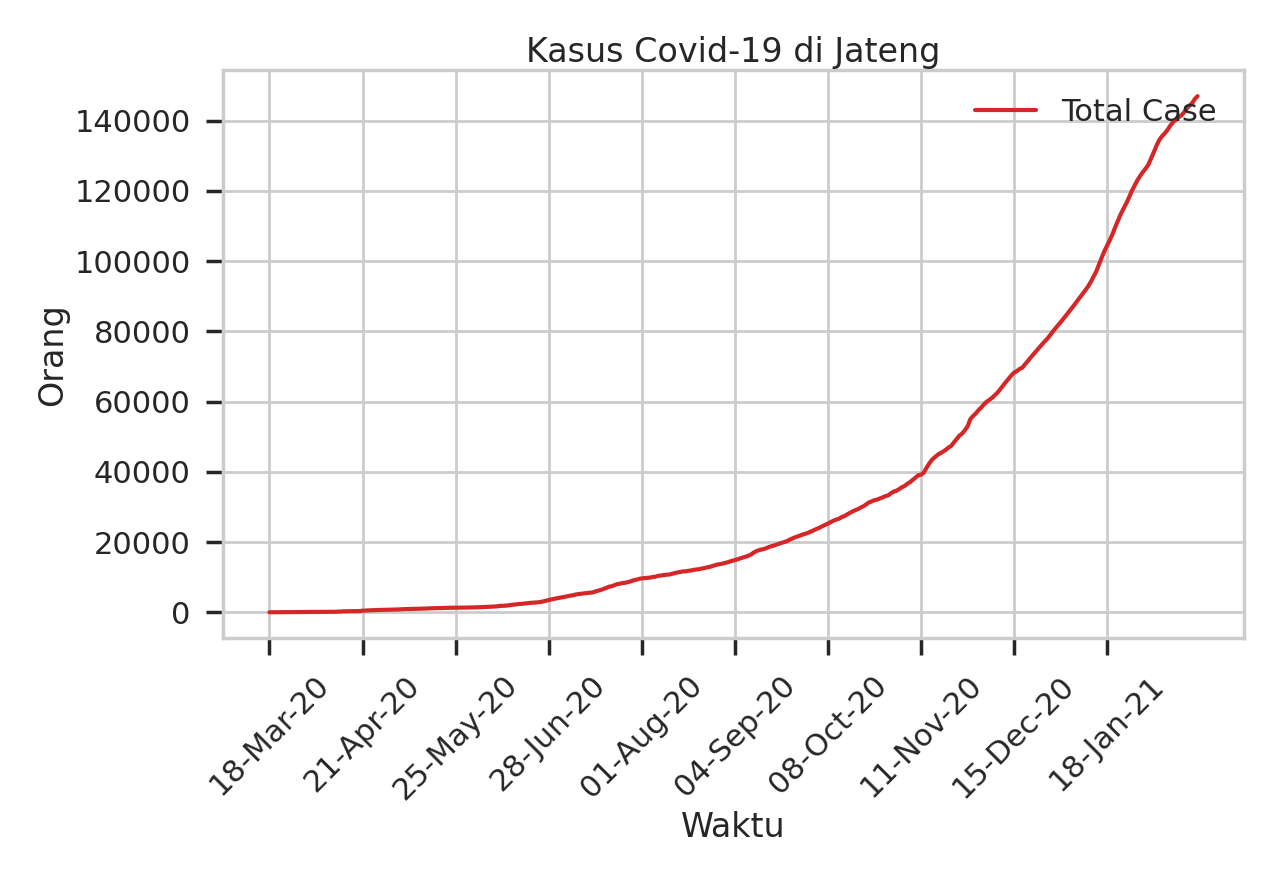 Kasus Covid-19 di Jateng
Total Case
140000
120000
100000
80000
60000
40000
20000
0
Orang
18-Mar-20
21-Apr-20
25-May-20
28-Jun-20
01-Aug-20
04-Sep-20
08-Oct-20
11-Nov-20
15-Dec-20
18-Jan-21
Waktu